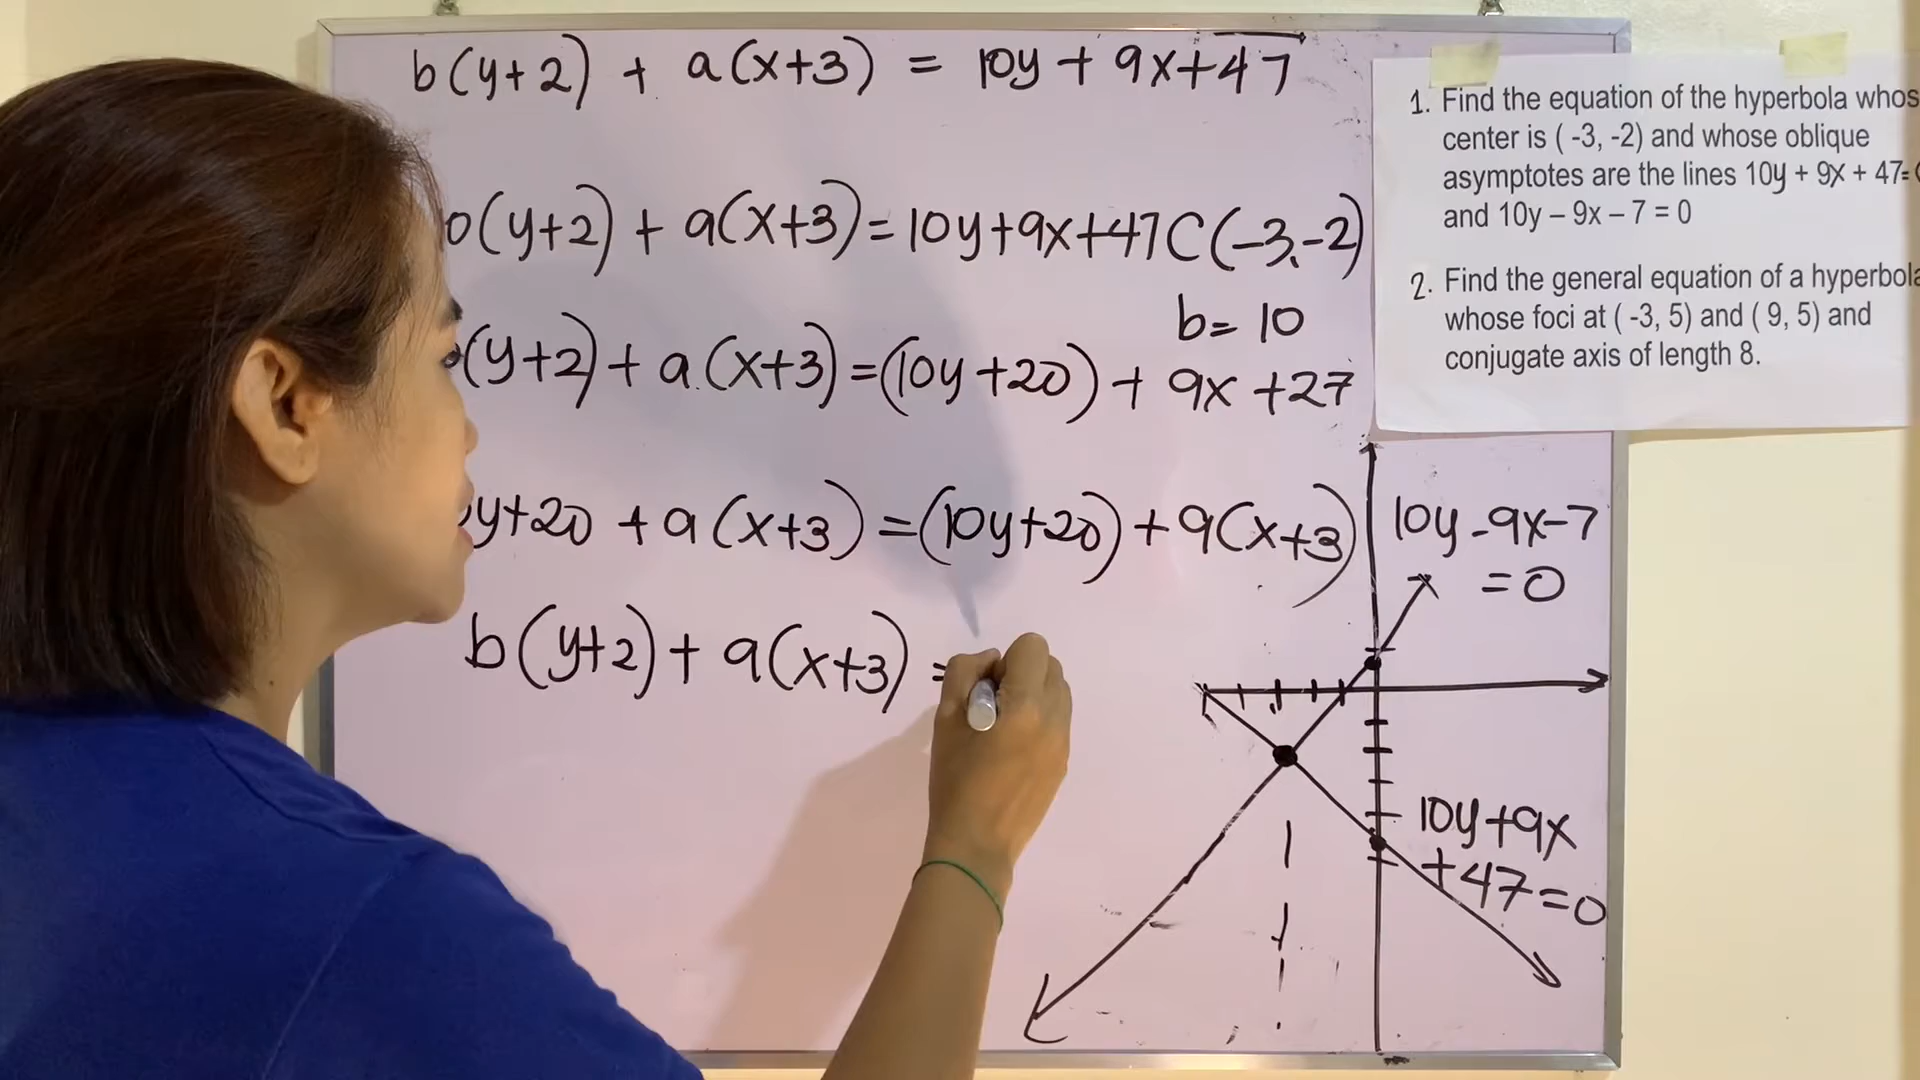 b(y+2) + a(x+3) = 10y + 9x+47
(y+2) + a(x+3)=10y+9x+47 C(-3,-2)
b= 10
(y+2) + a.(x+3) =(10y+20) + 9x +27
y+20 + a(x+3) =(10y+20) +9(x+3)
b(y+2)+ a(x+3) =
1. Find the equation of the hyperbola whos
center is ( -3, -2) and whose oblique
asymptotes are the lines 10y + 9x + 47=
and 10y – 9x – 7 = 0
2. Find the general equation of a hyperbola
whose foci at ( -3, 5) and ( 9, 5) and
conjugate axis of length 8.
10y -9x-7
=0
10y+9x
+47=0